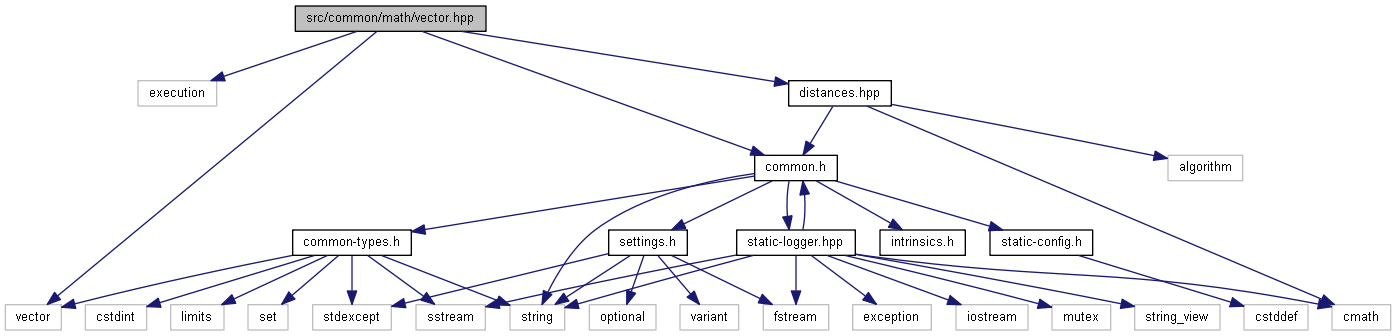 src/common/math/vector.hpp
execution
distances.hpp
common.h
algorithm
common-types.h
settings.h
static-logger.hpp
intrinsics.h
static-config.h
vector
cstdint
limits
set
stdexcept
sstream
string
optional
variant
fstream
exception
iostream
mutex
string_view
cstddef
cmath